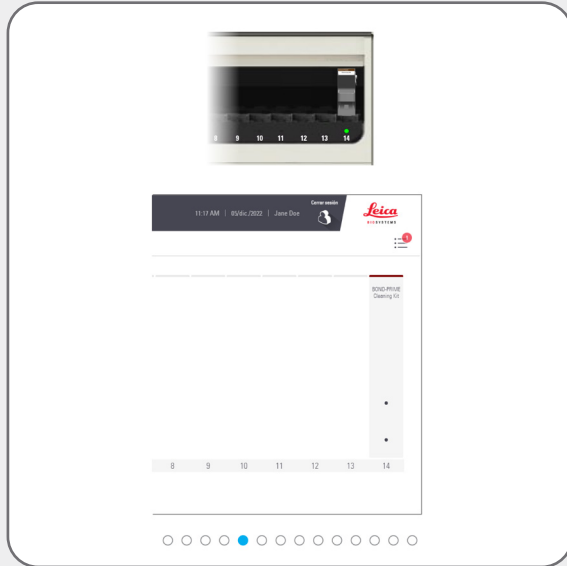 8 9 10 11 12 13 14
Cerrar sesión
11:17 AM | 05/dic./2022 | Jane Doe
Leica
BIOSYSTEMS
1
BOND-PRIME
Cleaning Kit
8 9 10 11 12 13 14